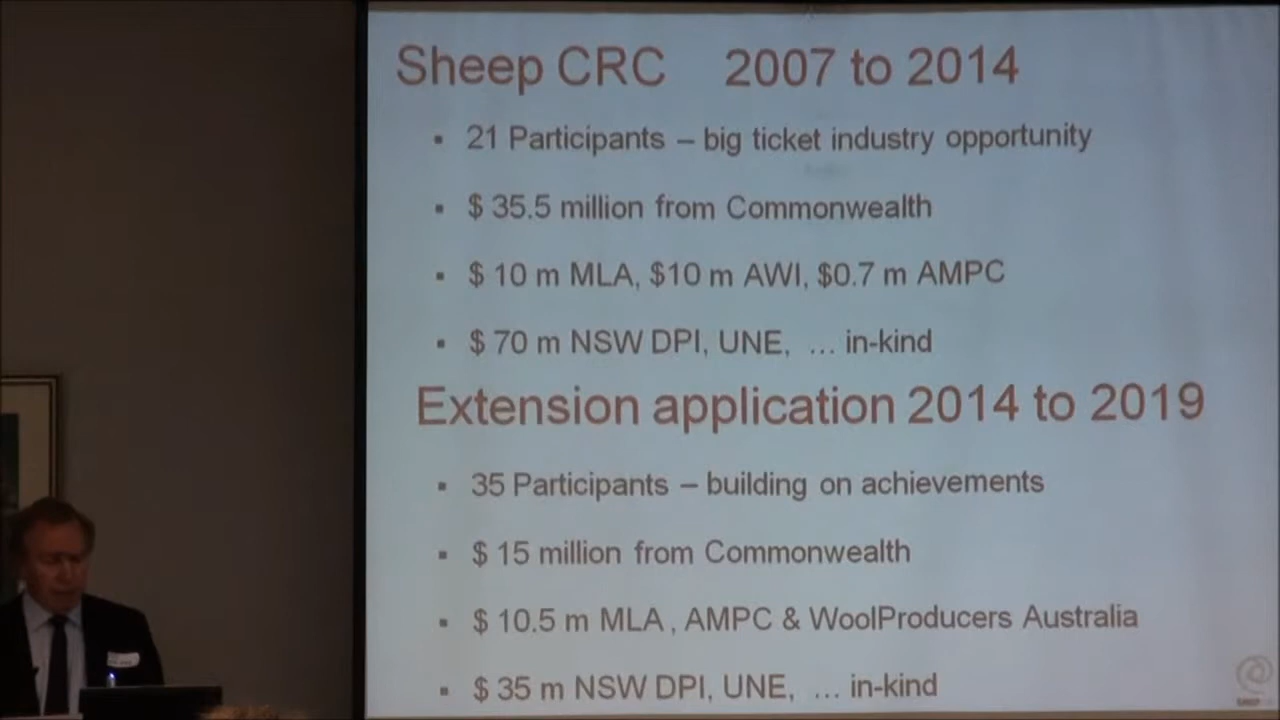 Sheep CRC 2007 to 2014
▪ 21 Participants – big ticket industry opportunity
▪ $ 35.5 million from Commonwealth
▪ $ 10 m MLA, $10 m AWI, $0.7 m AMPC
▪ $ 70 m NSW DPI, UNE, ... in-kind
Extension application 2014 to 2019
▪ 35 Participants – building on achievements
▪ $ 15 million from Commonwealth
▪ $ 10.5 m MLA , AMPC & WoolProducers Australia
▪ $ 35 m NSW DPI, UNE, ... in-kind